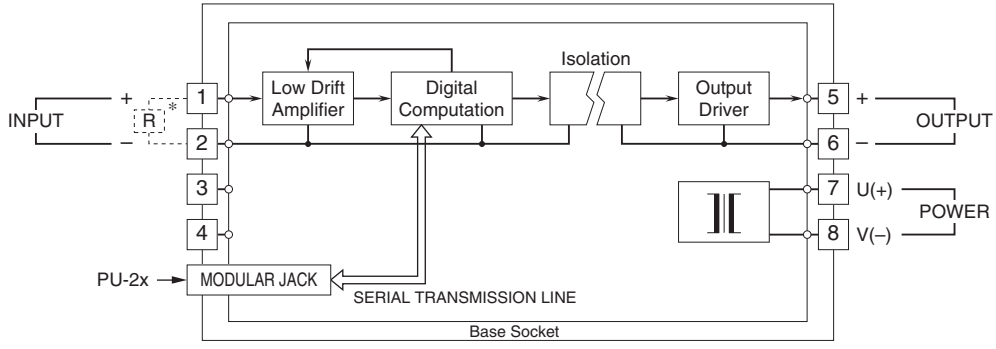 Isolation
Low Drift
Amplifier
Digital
Computation
Output
Driver
INPUT
+
−
R
*
1
2
3
4
5
+
6
−
OUTPUT
7
U(+)
8
V(−)
POWER
PU-2x
MODULAR JACK
SERIAL TRANSMISSION LINE
Base Socket